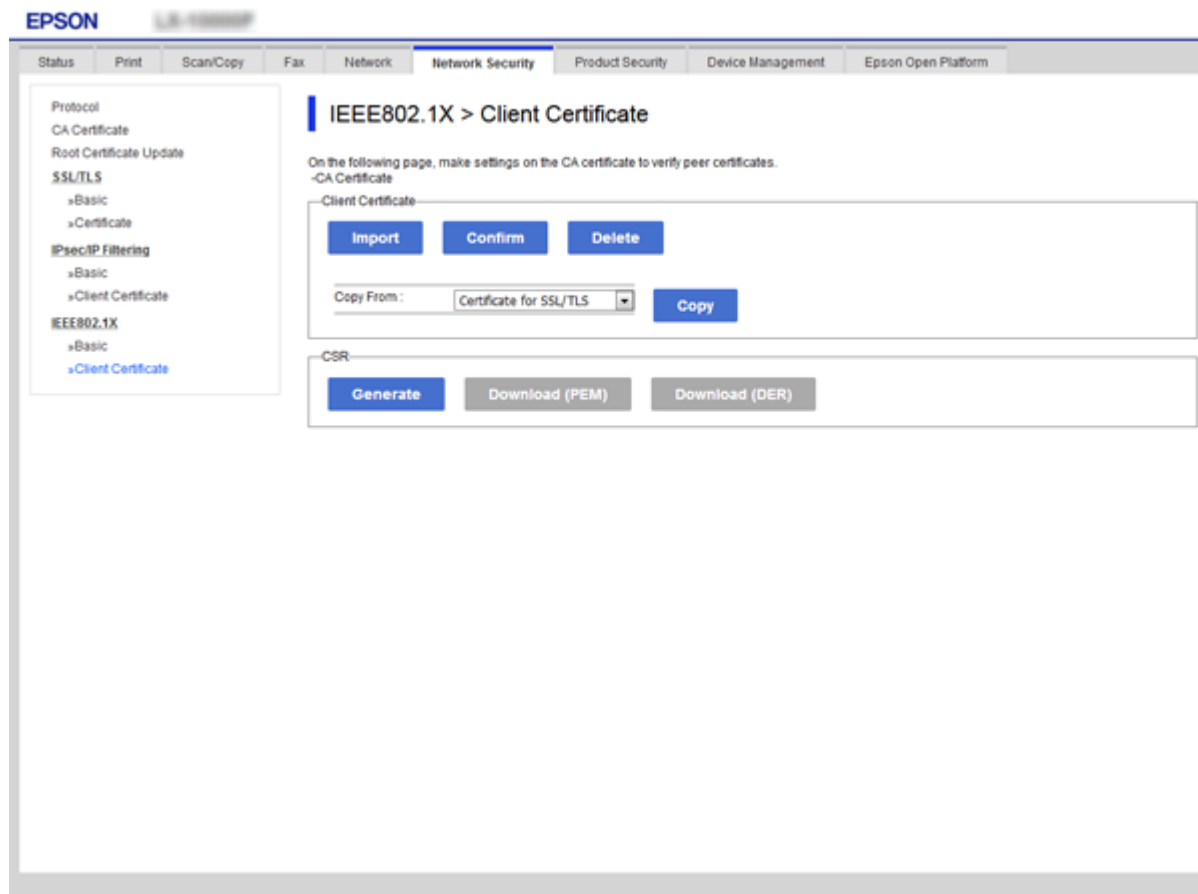 EPSON
Status Print Scan/Copy Fax Network Network Security Product Security Device Management Epson Open Platform
Protocol
CA Certificate
Root Certificate Update
SSL/TLS
»Basic
»Certificate
IPsec/IP Filtering
»Basic
»Client Certificate
IEEE802.1X
»Basic
»Client Certificate
IEEE802.1X > Client Certificate
On the following page, make settings on the CA certificate to verify peer certificates.
-CA Certificate
Client Certificate
Import Confirm Delete
Copy From : Certificate for SSL/TLS Copy
CSR
Generate Download (PEM) Download (DER)